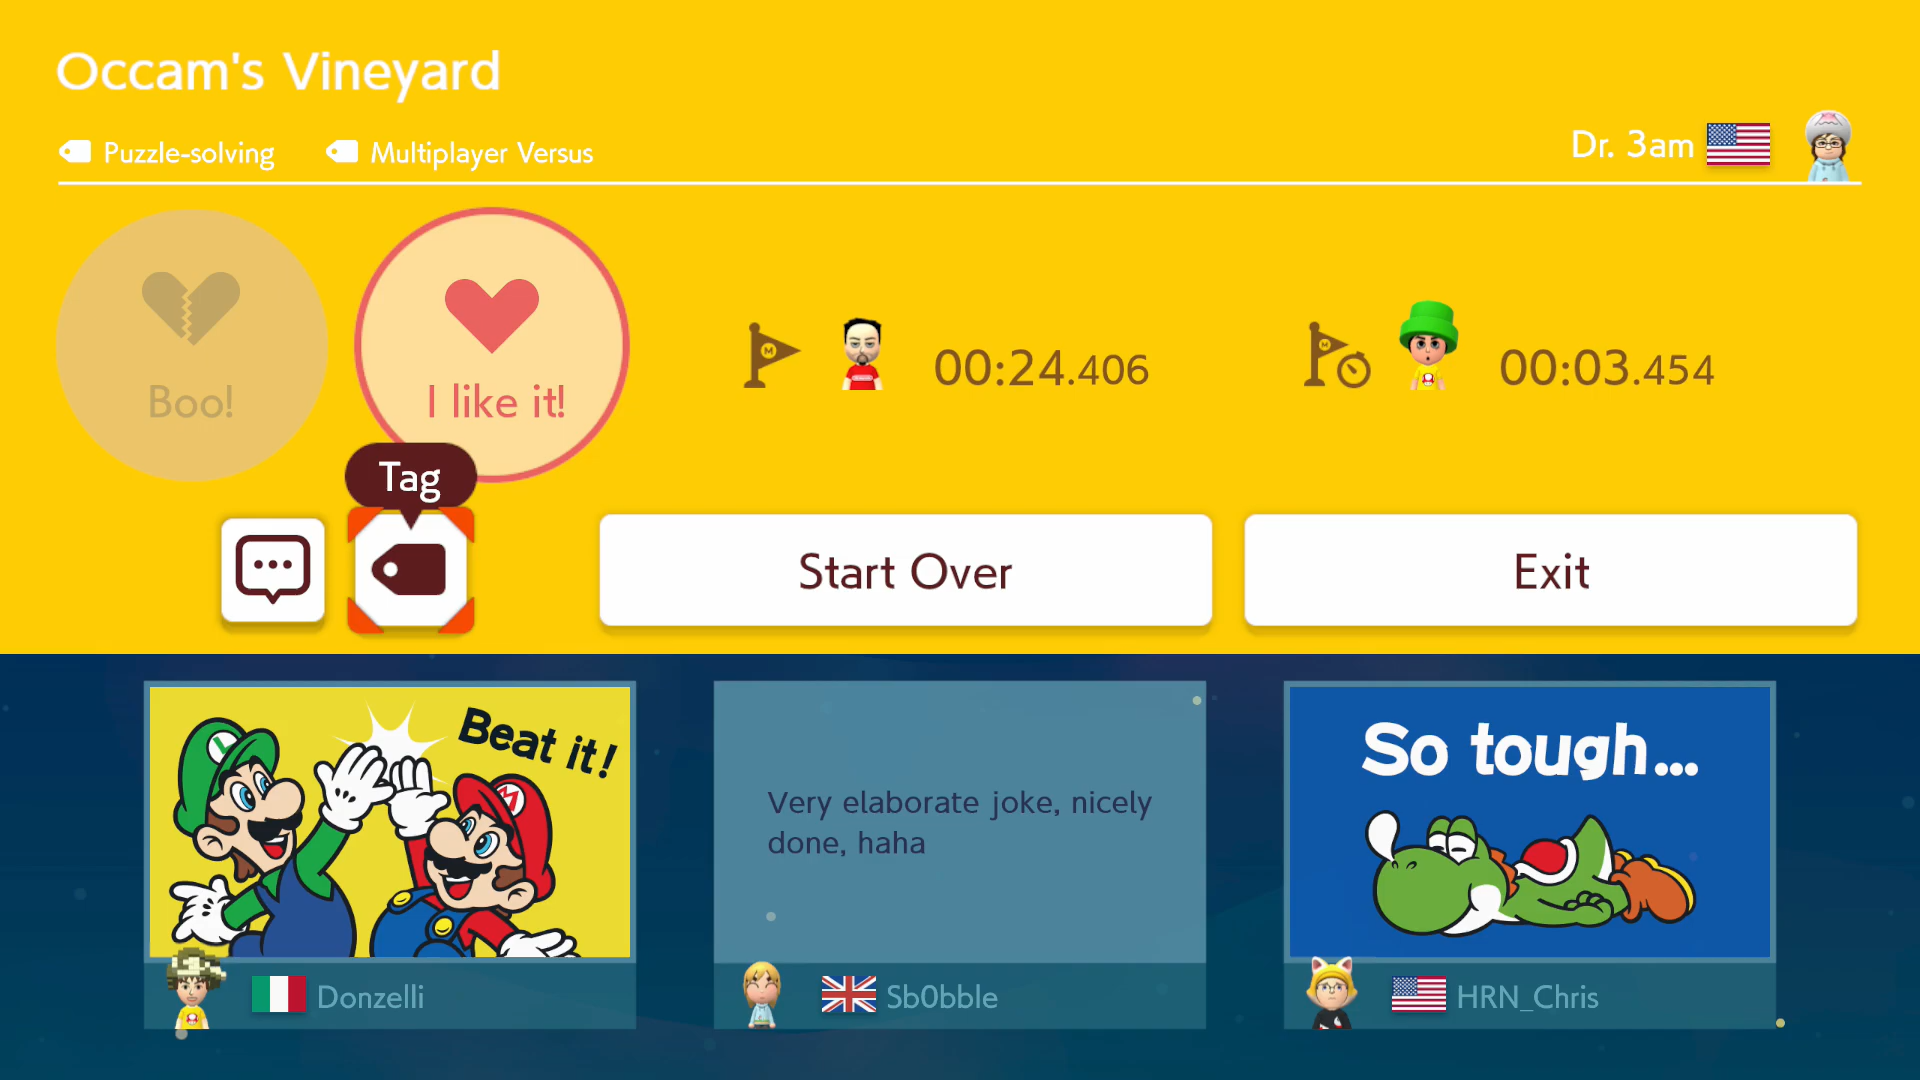 Occam's Vineyard
Puzzle-solving Multiplayer Versus
Dr. 3am
Boo!
I like it!
M
00:24.406
M
00:03.454
Tag
Start Over
Exit
L
M
Beat it!
Very elaborate joke, nicely
done, haha
So tough...
Donzelli
Sb0bble
HRN_Chris